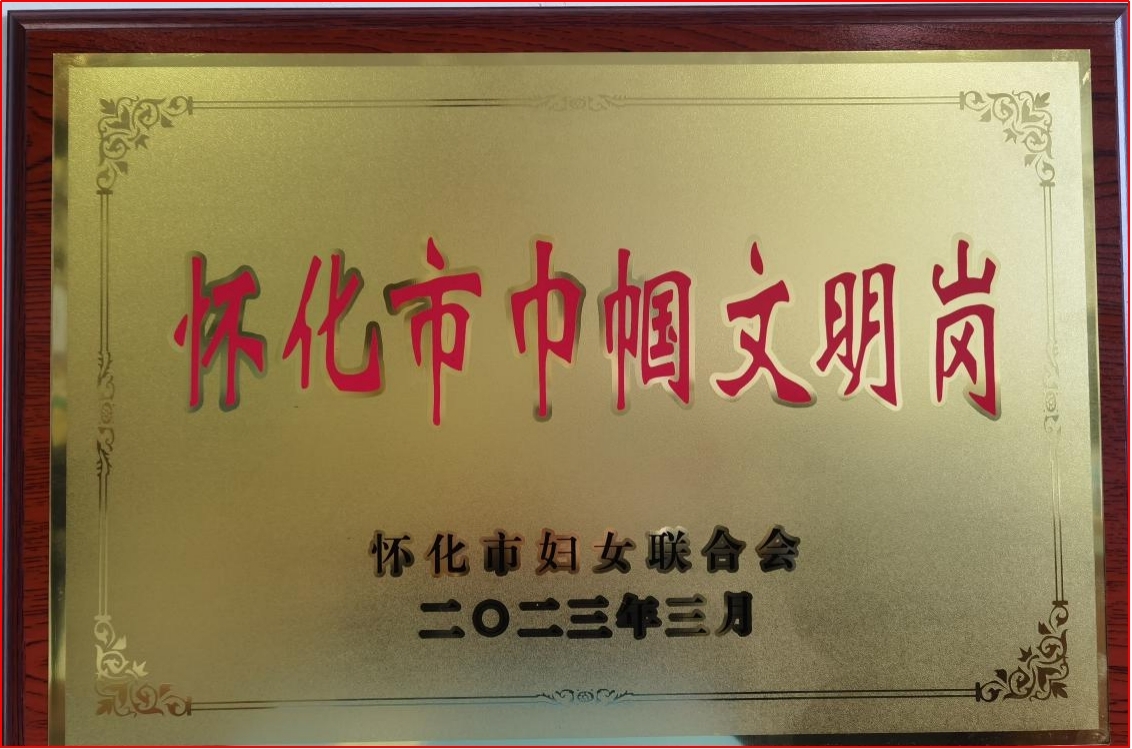 怀化市巾帼文明岗
怀化市妇女联合会
二〇二三年三月